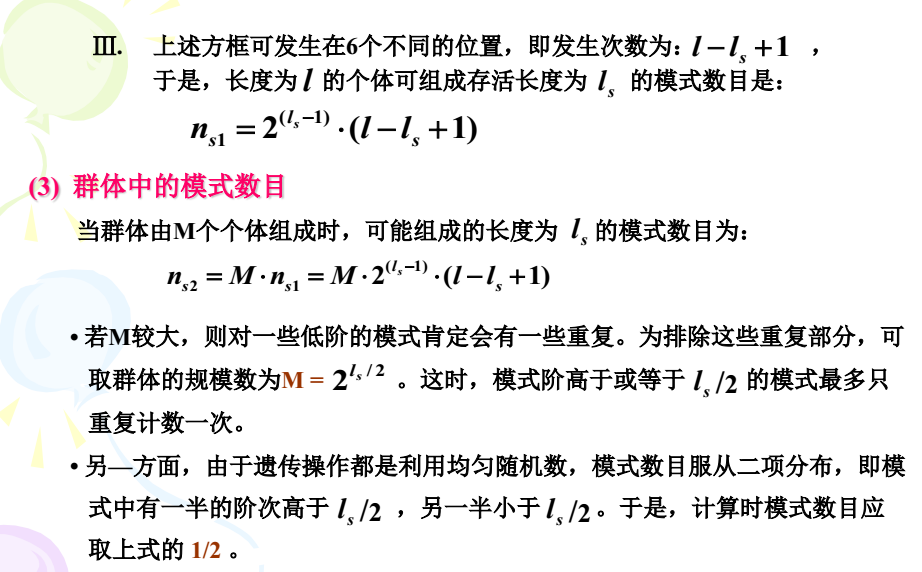 Ⅲ. 上述方框可发生在6个不同的位置，即发生次数为：l − l_s + 1 ，
于是，长度为 l 的个体可组成存活长度为 l_s 的模式数目是：
n_{s1} = 2^{(l_s−1)} · (l − l_s + 1)
(3) 群体中的模式数目
当群体由M个个体组成时，可能组成的长度为 l_s 的模式数目为：
n_{s2} = M · n_{s1} = M · 2^{(l_s−1)} · (l − l_s + 1)
• 若M较大，则对一些低阶的模式肯定会有一些重复。为排除这些重复部分，可
取群体的规模数为M = 2^{l_s/2} 。这时，模式阶高于或等于 l_s/2 的模式最多只
重复计数一次。
• 另—方面，由于遗传操作都是利用均匀随机数，模式数目服从二项分布，即模
式中有一半的阶次高于 l_s/2 ，另一半小于 l_s/2 。于是，计算时模式数目应
取上式的 1/2 。